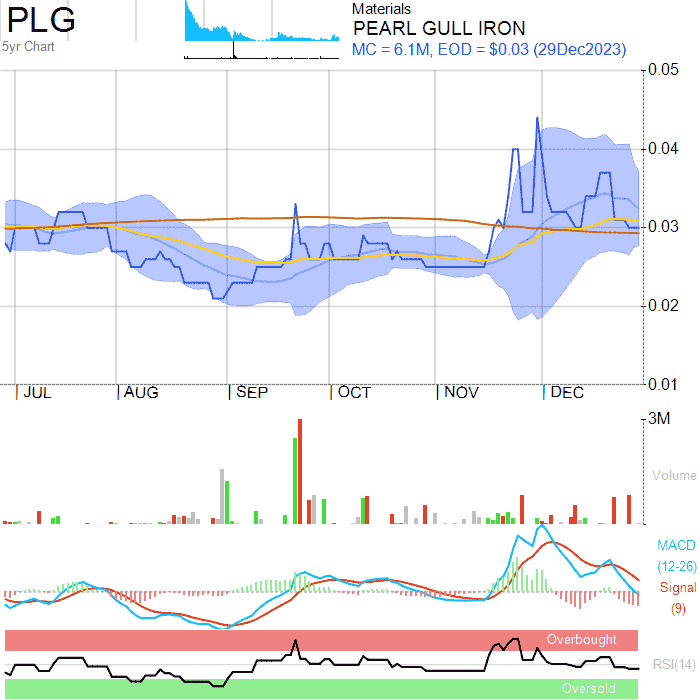 PLG
5yr Chart
Materials
PEARL GULL IRON
MC = 6.1M, EOD = $0.03 (29Dec2023)
0.05
0.04
0.03
0.02
0.01
JUL AUG SEP OCT NOV DEC
3M
Volume
MACD
(12-26)
Signal
(9)
Overbought
RSI(14)
Oversold